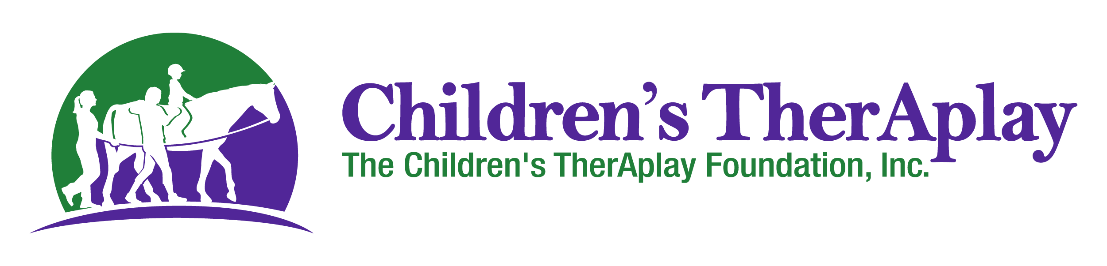 Children’s TherAplay
The Children's TherAplay Foundation, Inc.